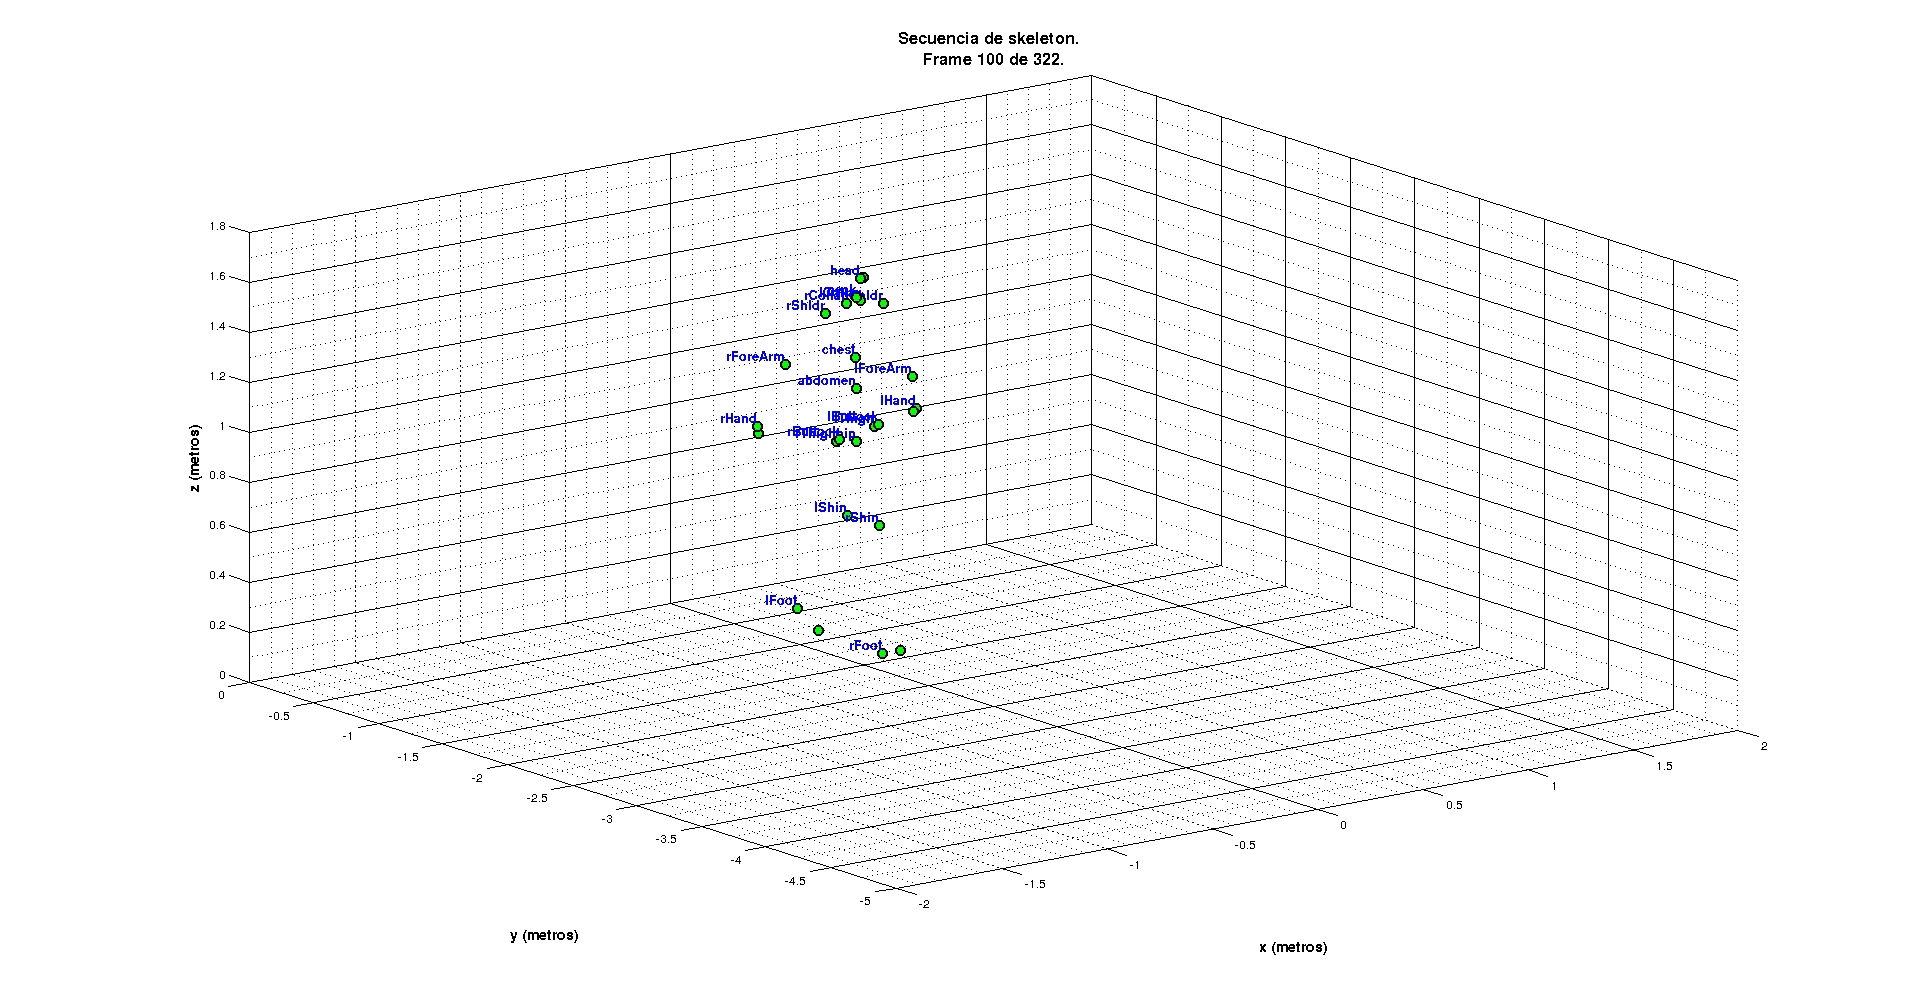 Secuencia de skeleton.
Frame 100 de 322.
head
rShldr
rForeArm
chest
lForeArm
abdomen
lHand
rHand
lShin
rShin
lFoot
rFoot
z (metros)
1.8
1.6
1.4
1.2
1
0.8
0.6
0.4
0.2
0
0
-0.5
-1
-1.5
-2
-2.5
-3
-3.5
-4
-4.5
-5
y (metros)
-2
-1.5
-1
-0.5
0
0.5
1
1.5
2
x (metros)